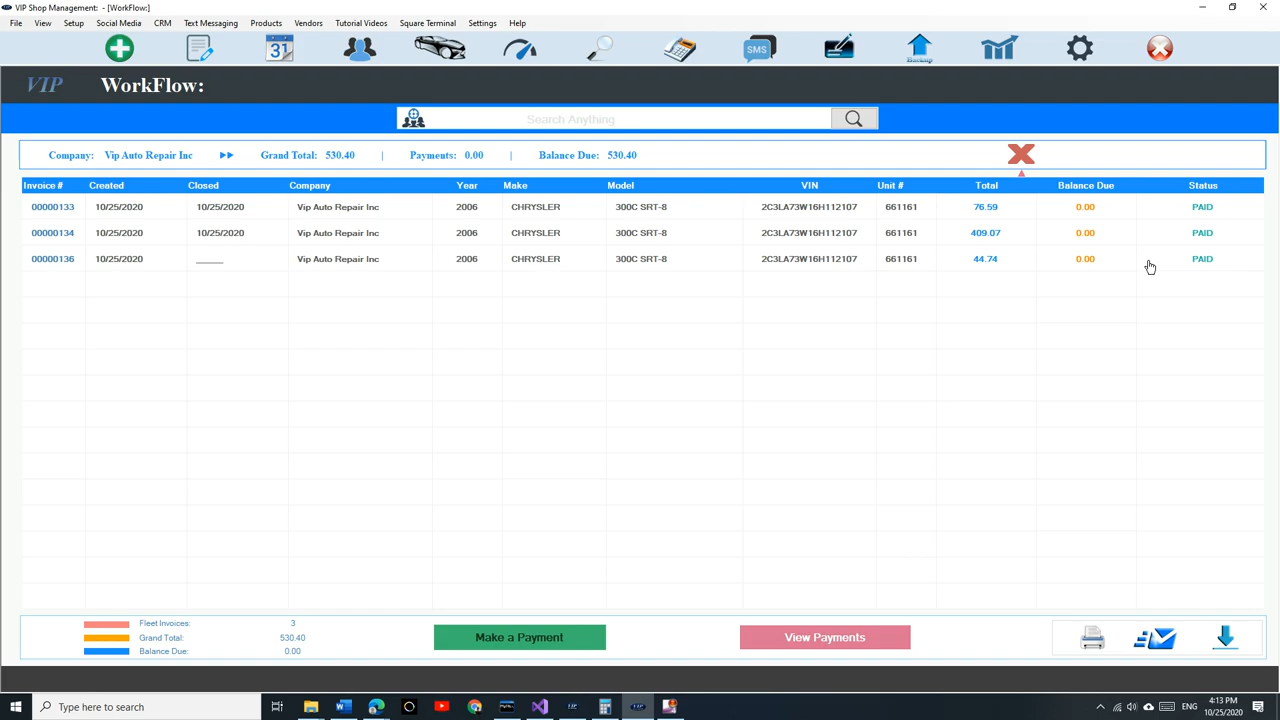 VIP Shop Management:  - [WorkFlow:]
File View Setup Social Media CRM Text Messaging Products Vendors Tutorial Videos Square Terminal Settings Help
31 SMS Backup
VIP WorkFlow:
Search Anything
Company: Vip Auto Repair Inc Grand Total: 530.40 | Payments: 0.00 | Balance Due: 530.40
Invoice # Created Closed Company Year Make Model VIN Unit # Total Balance Due Status
00000133 10/25/2020 10/25/2020 Vip Auto Repair Inc 2006 CHRYSLER 300C SRT-8 2C3LA73W16H112107 661161 76.59 0.00 PAID
00000134 10/25/2020 10/25/2020 Vip Auto Repair Inc 2006 CHRYSLER 300C SRT-8 2C3LA73W16H112107 661161 409.07 0.00 PAID
00000136 10/25/2020 ______ Vip Auto Repair Inc 2006 CHRYSLER 300C SRT-8 2C3LA73W16H112107 661161 44.74 0.00 PAID
Fleet Invoices: 3
Grand Total: 530.40
Balance Due: 0.00
Make a Payment
View Payments
Type here to search
ENG
4:13 PM
10/25/2020